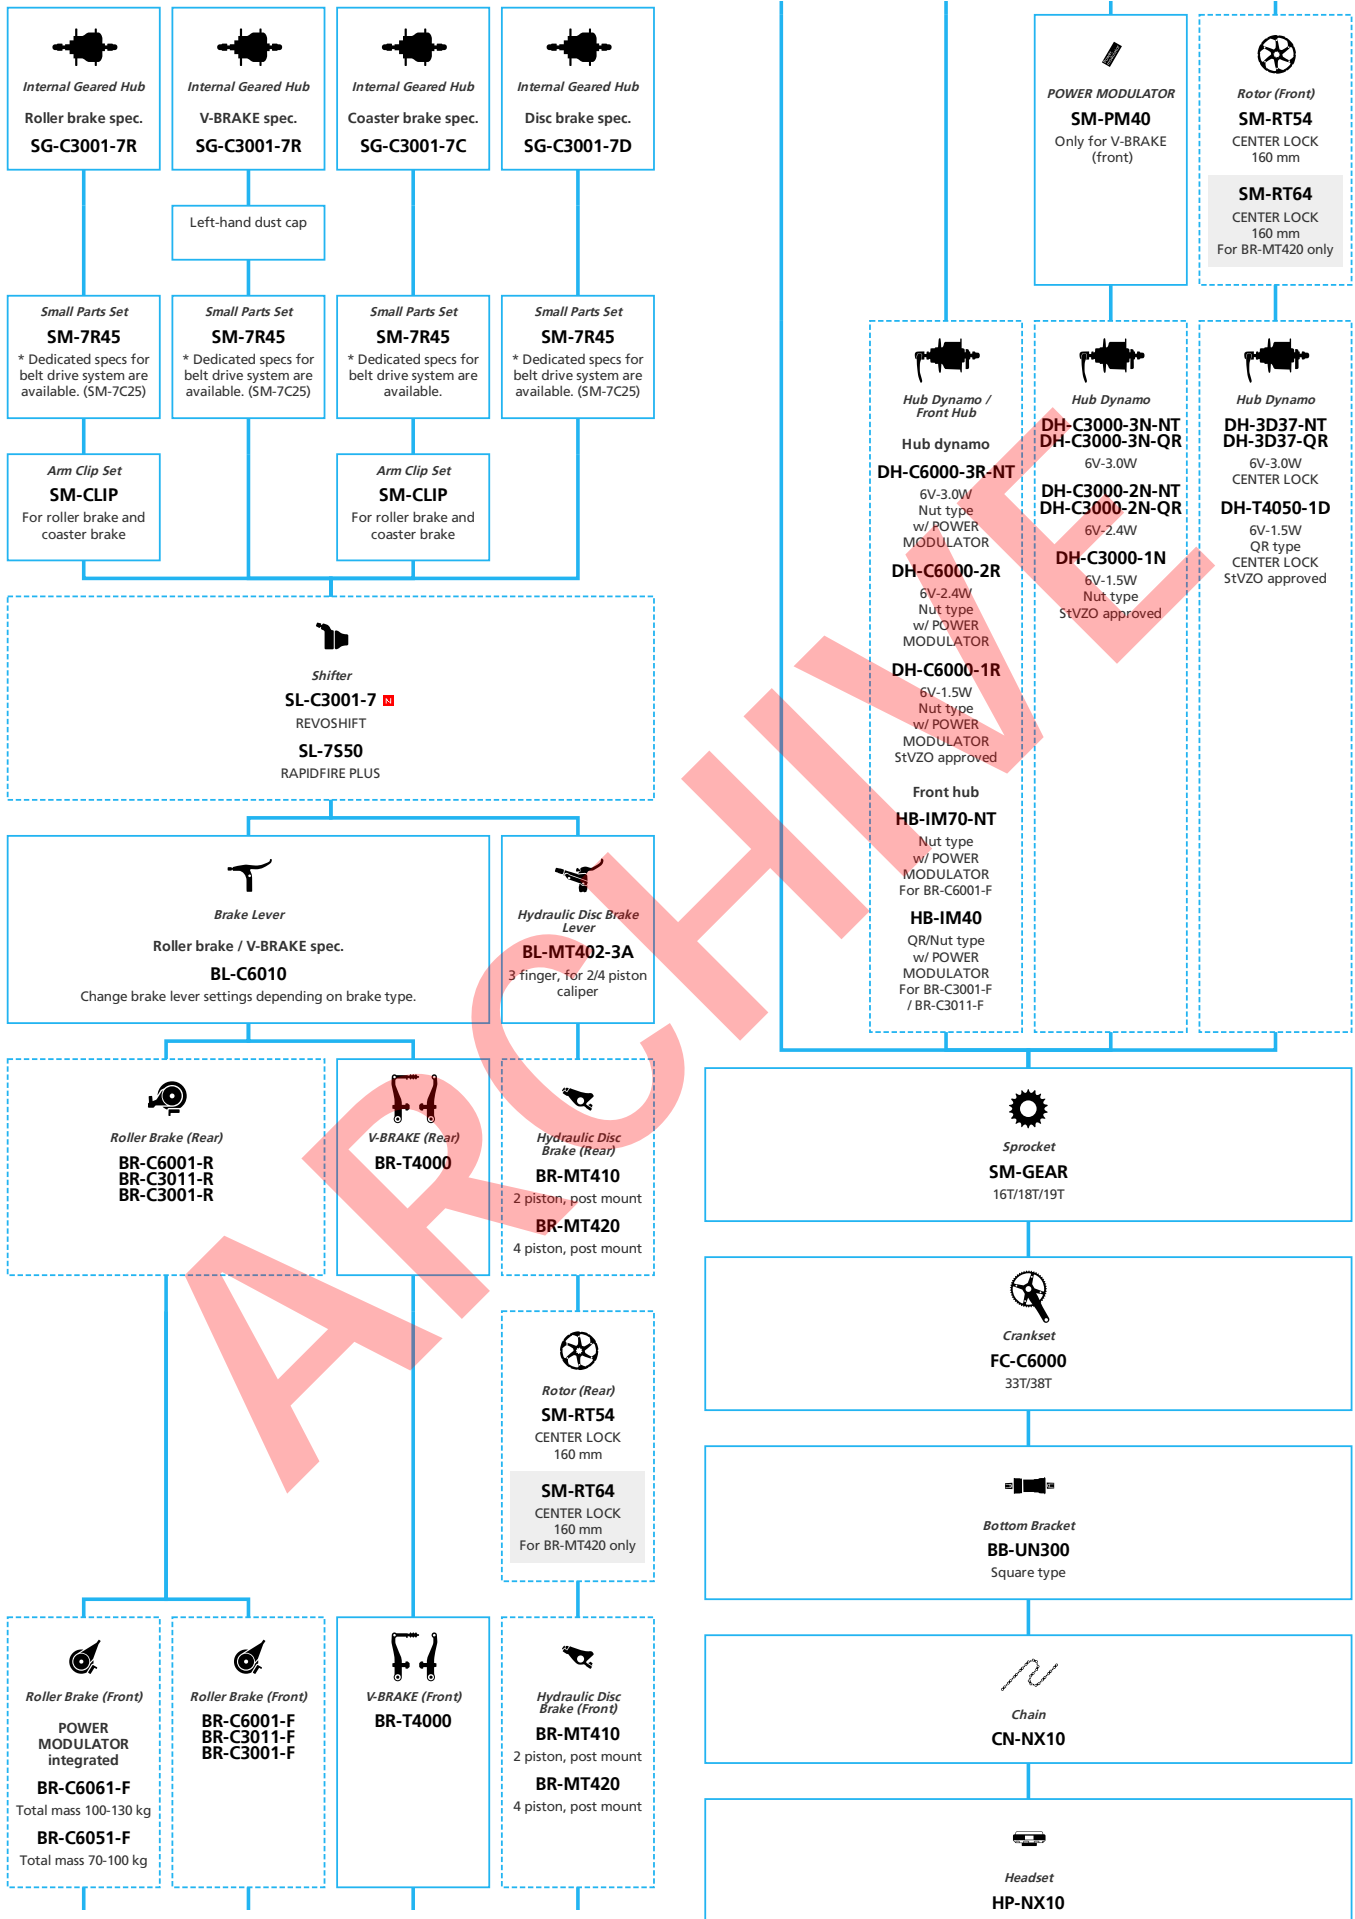 Internal Geared Hub
Roller brake spec.
SG-C3001-7R
Internal Geared Hub
V-BRAKE spec.
SG-C3001-7R
Internal Geared Hub
Coaster brake spec.
SG-C3001-7C
Internal Geared Hub
Disc brake spec.
SG-C3001-7D
Left-hand dust cap
Small Parts Set
SM-7R45
* Dedicated specs for
belt drive system are
available. (SM-7C25)
Small Parts Set
SM-7R45
* Dedicated specs for
belt drive system are
available. (SM-7C25)
Small Parts Set
SM-7R45
* Dedicated specs for
belt drive system are
available.
Small Parts Set
SM-7R45
* Dedicated specs for
belt drive system are
available. (SM-7C25)
Arm Clip Set
SM-CLIP
For roller brake and
coaster brake
Arm Clip Set
SM-CLIP
For roller brake and
coaster brake
Shifter
SL-C3001-7 N
REVOSHIFT
SL-7S50
RAPIDFIRE PLUS
Brake Lever
Roller brake / V-BRAKE spec.
BL-C6010
Change brake lever settings depending on brake type.
Hydraulic Disc Brake
Lever
BL-MT402-3A
3 finger, for 2/4 piston
caliper
Roller Brake (Rear)
BR-C6001-R
BR-C3011-R
BR-C3001-R
V-BRAKE (Rear)
BR-T4000
Hydraulic Disc
Brake (Rear)
BR-MT410
2 piston, post mount
BR-MT420
4 piston, post mount
Rotor (Rear)
SM-RT54
CENTER LOCK
160 mm
SM-RT64
CENTER LOCK
160 mm
For BR-MT420 only
Roller Brake (Front)
POWER
MODULATOR
integrated
BR-C6061-F
Total mass 100-130 kg
BR-C6051-F
Total mass 70-100 kg
Roller Brake (Front)
BR-C6001-F
BR-C3011-F
BR-C3001-F
V-BRAKE (Front)
BR-T4000
Hydraulic Disc
Brake (Front)
BR-MT410
2 piston, post mount
BR-MT420
4 piston, post mount
POWER MODULATOR
SM-PM40
Only for V-BRAKE
(front)
Rotor (Front)
SM-RT54
CENTER LOCK
160 mm
SM-RT64
CENTER LOCK
160 mm
For BR-MT420 only
Hub Dynamo /
Front Hub
Hub dynamo
DH-C6000-3R-NT
6V-3.0W
Nut type
w/ POWER
MODULATOR
DH-C6000-2R
6V-2.4W
Nut type
w/ POWER
MODULATOR
DH-C6000-1R
6V-1.5W
Nut type
w/ POWER
MODULATOR
StVZO approved
Front hub
HB-IM70-NT
Nut type
w/ POWER
MODULATOR
For BR-C6001-F
HB-IM40
QR/Nut type
w/ POWER
MODULATOR
For BR-C3001-F
/ BR-C3011-F
Hub Dynamo
DH-C3000-3N-NT
DH-C3000-3N-QR
6V-3.0W
DH-C3000-2N-NT
DH-C3000-2N-QR
6V-2.4W
DH-C3000-1N
6V-1.5W
Nut type
StVZO approved
Hub Dynamo
DH-3D37-NT
DH-3D37-QR
6V-3.0W
CENTER LOCK
DH-T4050-1D
6V-1.5W
QR type
CENTER LOCK
StVZO approved
Sprocket
SM-GEAR
16T/18T/19T
Crankset
FC-C6000
33T/38T
Bottom Bracket
BB-UN300
Square type
Chain
CN-NX10
Headset
HP-NX10
ARCHIVE